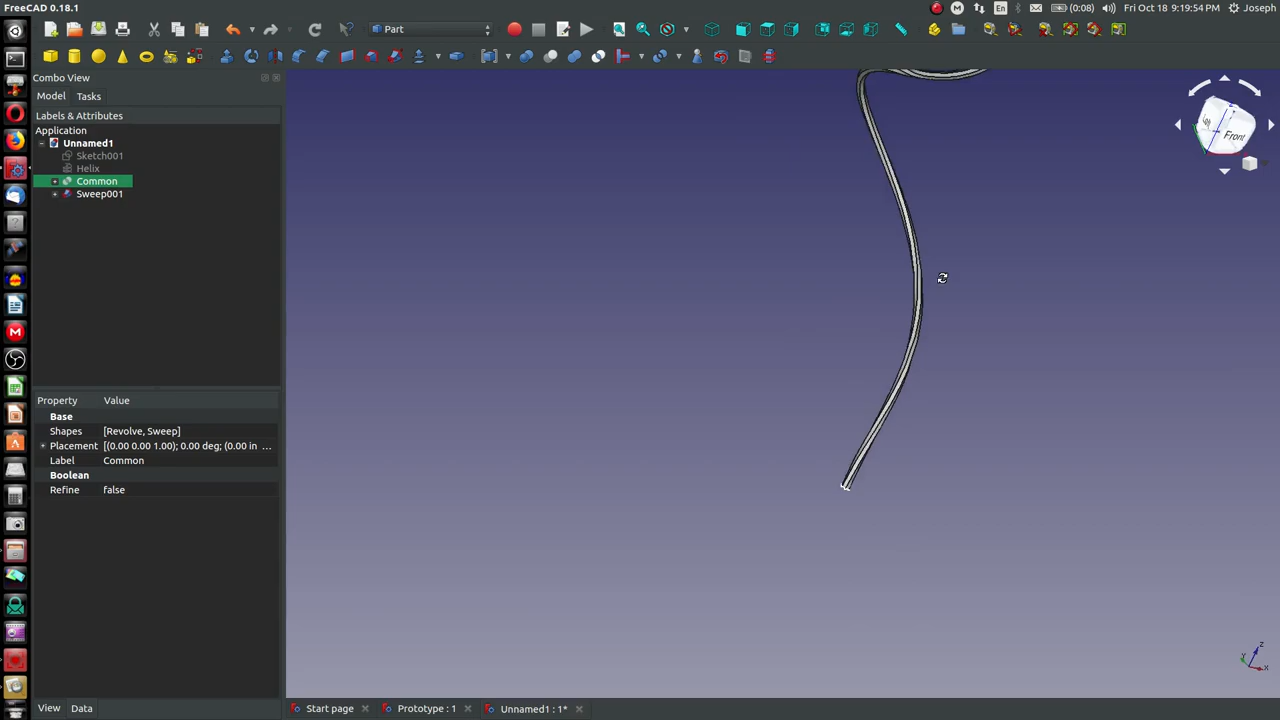 FreeCAD 0.18.1
M
En
(0:08)
Fri Oct 18 9:19:54 PM
Joseph
Part
Combo View
Model
Tasks
Labels & Attributes
Application
Unnamed1
Sketch001
Helix
Common
Sweep001
Front
Property
Value
Base
Shapes
[Revolve, Sweep]
Placement
[(0.00 0.00 1.00); 0.00 deg; (0.00 in ...
Label
Common
Boolean
Refine
false
Z
Y
X
View
Data
Start page
Prototype : 1
Unnamed1 : 1*